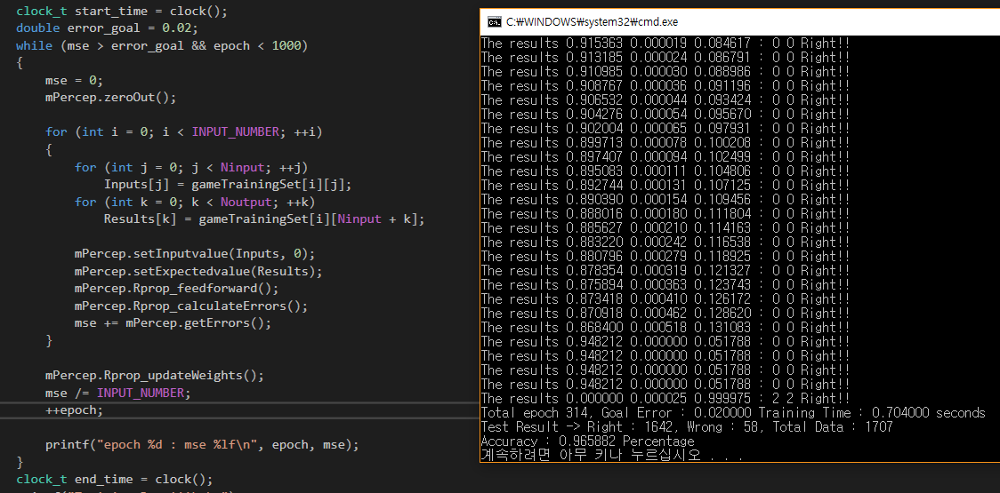 clock_t start_time = clock();
double error_goal = 0.02;
while (mse > error_goal && epoch < 1000)
{
mse = 0;
mPercep.zeroOut();
for (int i = 0; i < INPUT_NUMBER; ++i)
{
for (int j = 0; j < Ninput; ++j)
Inputs[j] = gameTrainingSet[i][j];
for (int k = 0; k < Noutput; ++k)
Results[k] = gameTrainingSet[i][Ninput + k];
mPercep.setInputvalue(Inputs, 0);
mPercep.setExpectedvalue(Results);
mPercep.Rprop_feedforward();
mPercep.Rprop_calculateErrors();
mse += mPercep.getErrors();
}
mPercep.Rprop_updateWeights();
mse /= INPUT_NUMBER;
++epoch;
printf("epoch %d : mse %lf\n", epoch, mse);
}
clock_t end_time = clock();
C:\WINDOWS\system32\cmd.exe
The results 0.915363 0.000019 0.084617 : 0 0 Right!!
The results 0.913185 0.000024 0.086791 : 0 0 Right!!
The results 0.910985 0.000030 0.088986 : 0 0 Right!!
The results 0.908767 0.000036 0.091196 : 0 0 Right!!
The results 0.906532 0.000044 0.093424 : 0 0 Right!!
The results 0.904276 0.000054 0.095670 : 0 0 Right!!
The results 0.902004 0.000065 0.097931 : 0 0 Right!!
The results 0.899713 0.000078 0.100208 : 0 0 Right!!
The results 0.897407 0.000094 0.102499 : 0 0 Right!!
The results 0.895083 0.000111 0.104806 : 0 0 Right!!
The results 0.892744 0.000131 0.107125 : 0 0 Right!!
The results 0.890390 0.000154 0.109456 : 0 0 Right!!
The results 0.888016 0.000180 0.111804 : 0 0 Right!!
The results 0.885627 0.000210 0.114163 : 0 0 Right!!
The results 0.883220 0.000242 0.116538 : 0 0 Right!!
The results 0.880796 0.000279 0.118925 : 0 0 Right!!
The results 0.878354 0.000319 0.121327 : 0 0 Right!!
The results 0.875894 0.000363 0.123743 : 0 0 Right!!
The results 0.873418 0.000410 0.126172 : 0 0 Right!!
The results 0.870918 0.000462 0.128620 : 0 0 Right!!
The results 0.868400 0.000518 0.131083 : 0 0 Right!!
The results 0.948212 0.000000 0.051788 : 0 0 Right!!
The results 0.948212 0.000000 0.051788 : 0 0 Right!!
The results 0.948212 0.000000 0.051788 : 0 0 Right!!
The results 0.948212 0.000000 0.051788 : 0 0 Right!!
The results 0.000000 0.000025 0.999975 : 2 2 Right!!
Total epoch 314, Goal Error : 0.020000 Training Time : 0.704000 seconds
Test Result -> Right : 1642, Wrong : 58, Total Data : 1707
Accuracy : 0.965882 Percentage
계속하려면 아무 키나 누르십시오 . . .